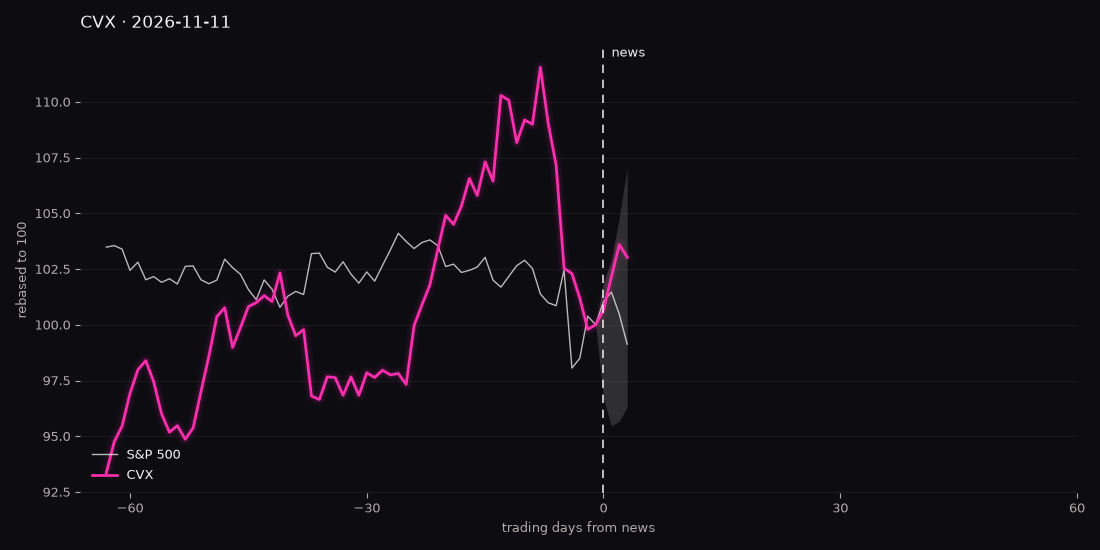 CVX · 2026-11-11
news
110.0
107.5
105.0
102.5
100.0
97.5
95.0
92.5
rebased to 100
S&P 500
CVX
−60
−30
0
30
60
trading days from news